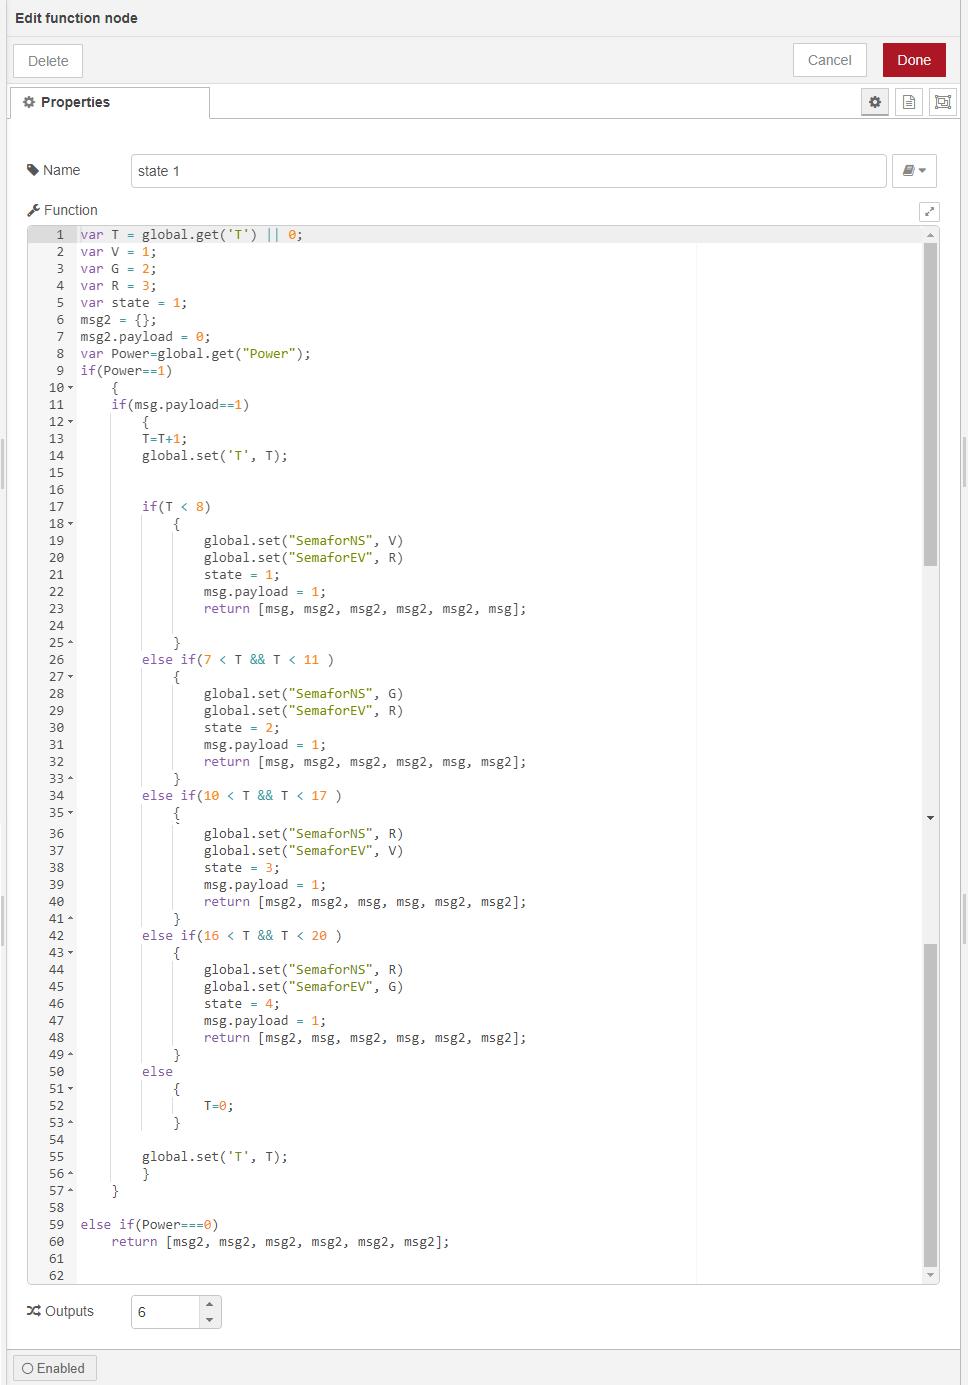 Edit function node
Delete
Cancel
Done
Properties
Name
state 1
Function
1 var T = global.get('T') || 0;
2 var V = 1;
3 var G = 2;
4 var R = 3;
5 var state = 1;
6 msg2 = {};
7 msg2.payload = 0;
8 var Power=global.get("Power");
9 if(Power==1)
10 {
11 if(msg.payload==1)
12 {
13 T=T+1;
14 global.set('T', T);
15
16
17 if(T < 8)
18 {
19 global.set("SemaforNS", V)
20 global.set("SemaforEV", R)
21 state = 1;
22 msg.payload = 1;
23 return [msg, msg2, msg2, msg2, msg2, msg];
24
25 }
26 else if(7 < T && T < 11 )
27 {
28 global.set("SemaforNS", G)
29 global.set("SemaforEV", R)
30 state = 2;
31 msg.payload = 1;
32 return [msg, msg2, msg2, msg2, msg, msg2];
33 }
34 else if(10 < T && T < 17 )
35 {
36 global.set("SemaforNS", R)
37 global.set("SemaforEV", V)
38 state = 3;
39 msg.payload = 1;
40 return [msg2, msg2, msg, msg, msg2, msg2];
41 }
42 else if(16 < T && T < 20 )
43 {
44 global.set("SemaforNS", R)
45 global.set("SemaforEV", G)
46 state = 4;
47 msg.payload = 1;
48 return [msg2, msg, msg2, msg, msg2, msg2];
49 }
50 else
51 {
52 T=0;
53 }
54
55 global.set('T', T);
56 }
57 }
58
59 else if(Power===0)
60 return [msg2, msg2, msg2, msg2, msg2, msg2];
61
62
Outputs
6
Enabled